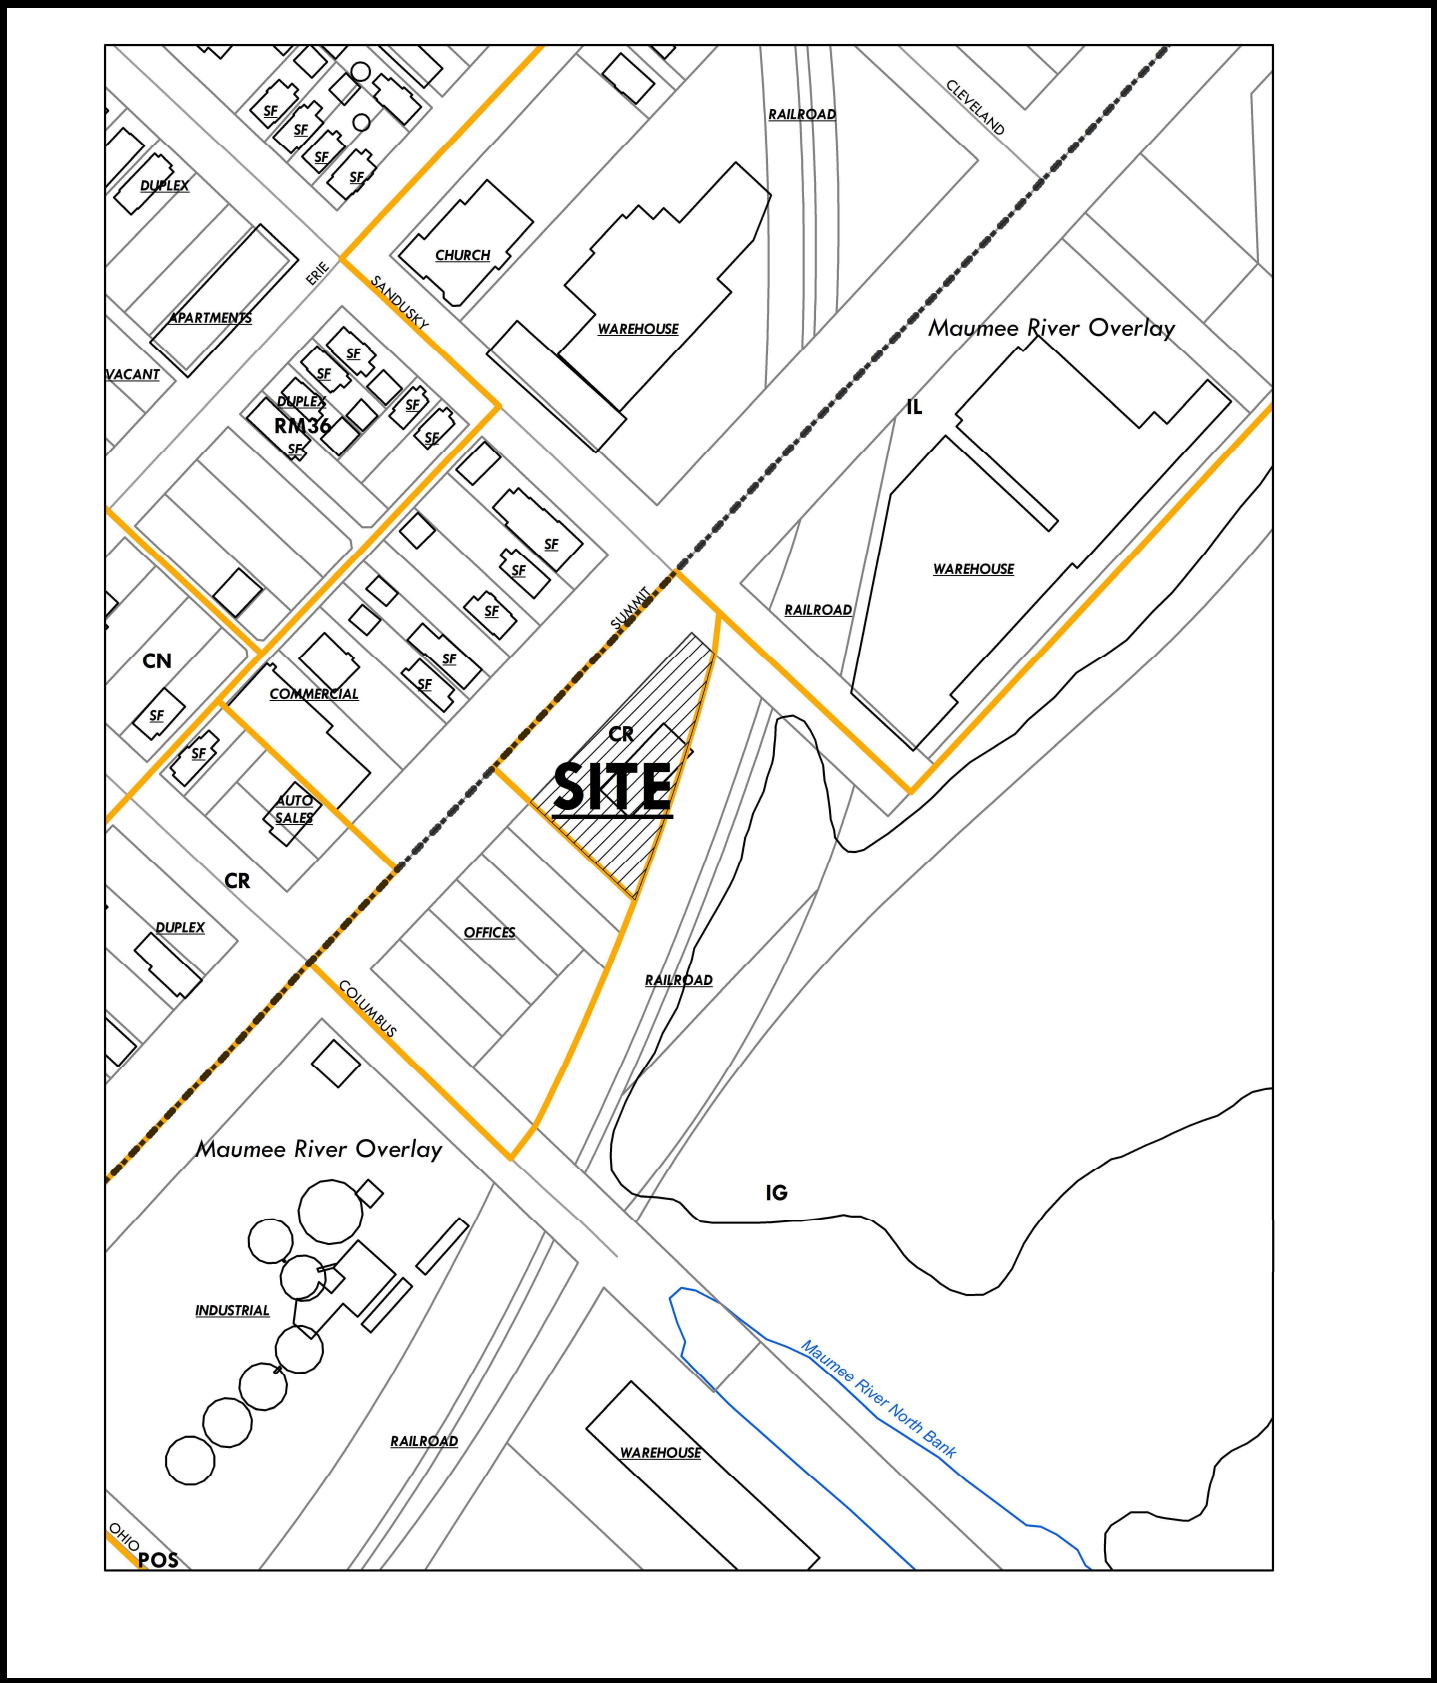 CLEVELAND
RAILROAD
SF
SF
SF
SF
DUPLEX
CHURCH
ERIE
SANDUSKY
APARTMENTS
WAREHOUSE
Maumee River Overlay
VACANT
SF
SF
DUPLEX
SF
IL
RM36
SF
SF
SF
SF
WAREHOUSE
SUMMIT
SF
RAILROAD
CN
SF
SF
COMMERCIAL
SF
CR
SF
SITE
AUTO
SALES
CR
DUPLEX
OFFICES
RAILROAD
COLUMBUS
Maumee River Overlay
IG
INDUSTRIAL
Maumee River North Bank
RAILROAD
WAREHOUSE
OHIO
POS